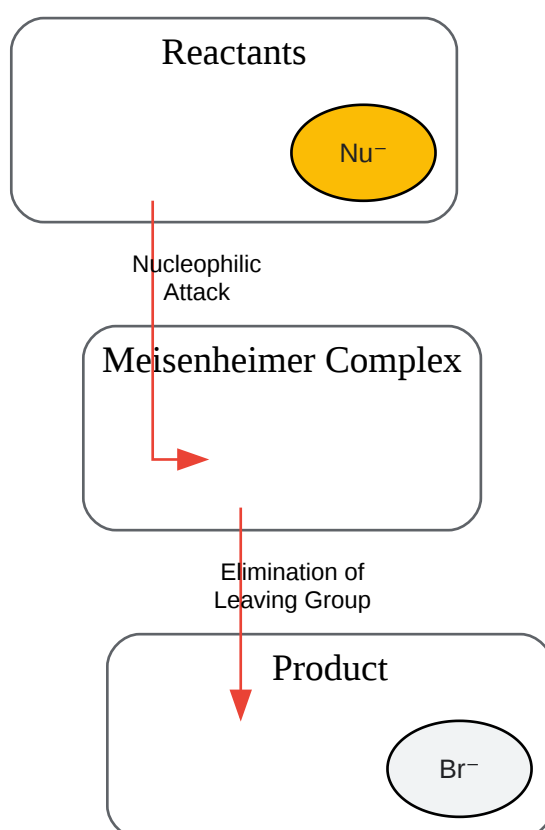 Reactants
Nu⁻
Nucleophilic
Attack
Meisenheimer Complex
Elimination of
Leaving Group
Product
Br⁻